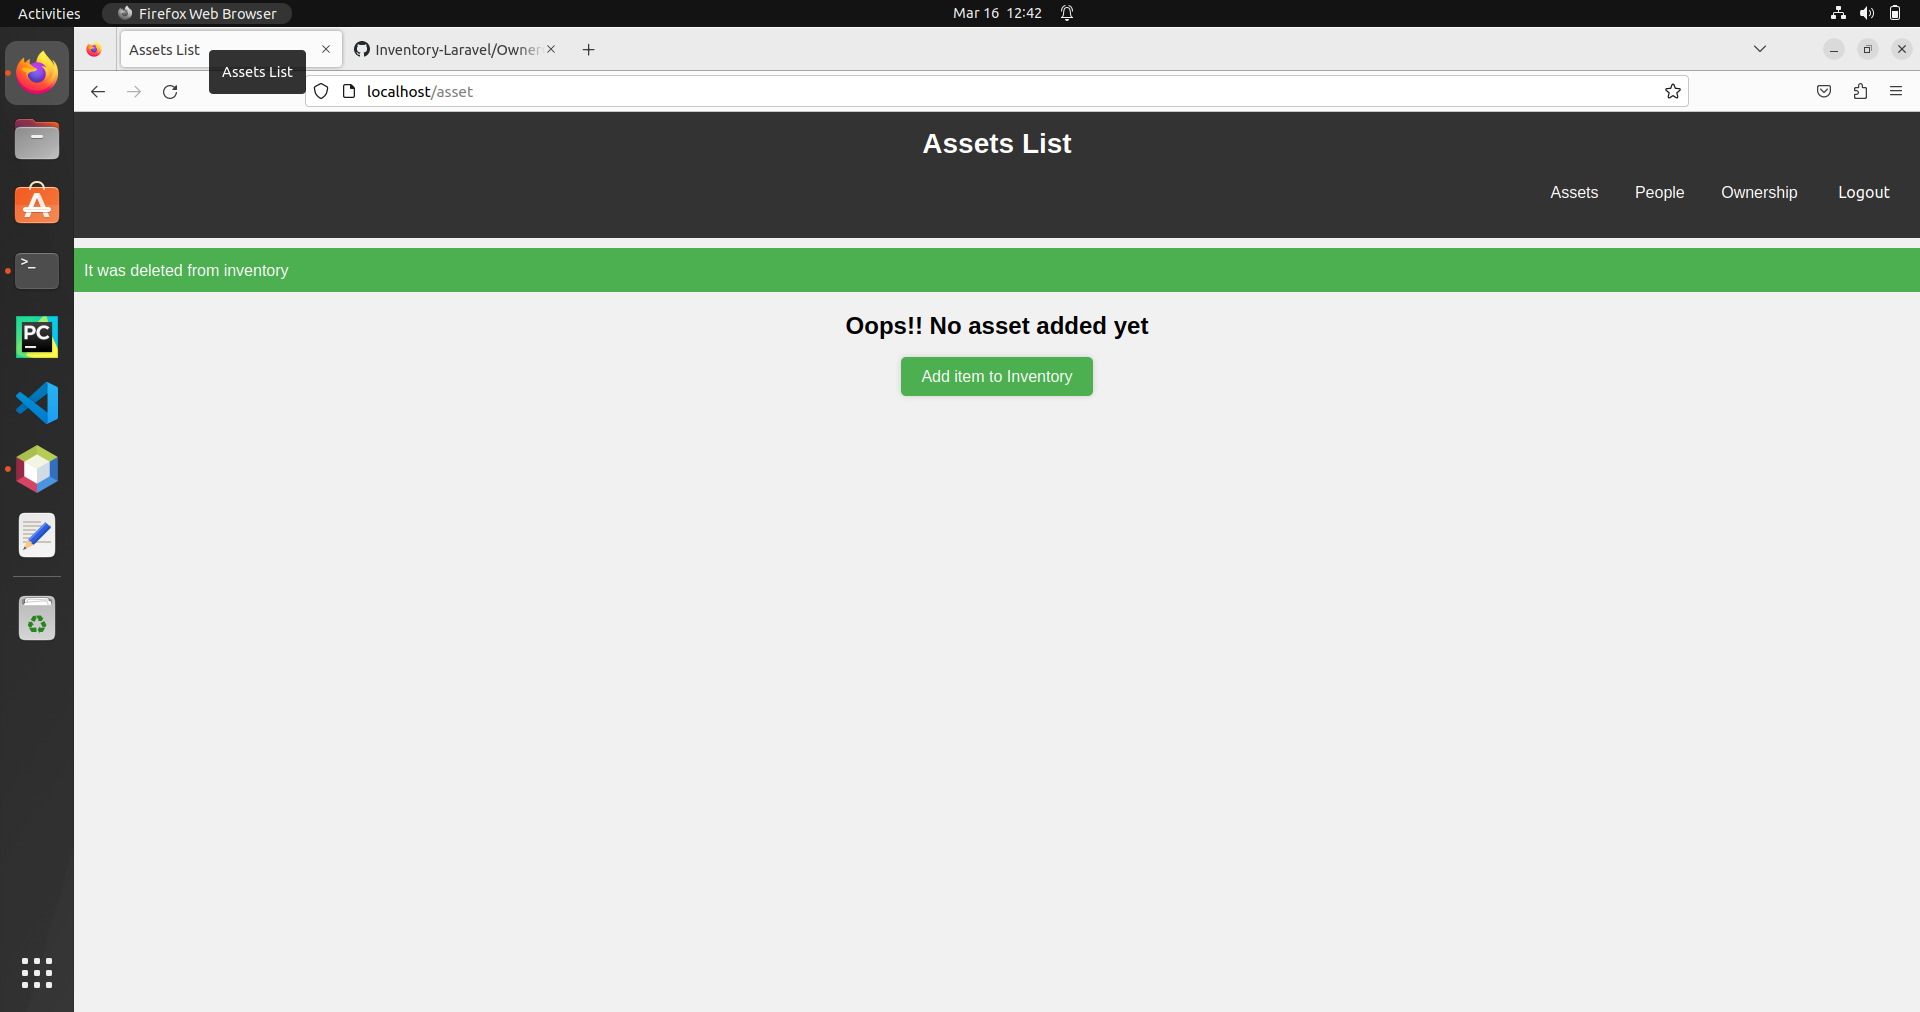 Activities
Firefox Web Browser
Mar 16 12:42
Assets List
Inventory-Laravel/Owner
Assets List
localhost/asset
Assets List
Assets
People
Ownership
Logout
It was deleted from inventory
Oops!! No asset added yet
Add item to Inventory
>_
PC